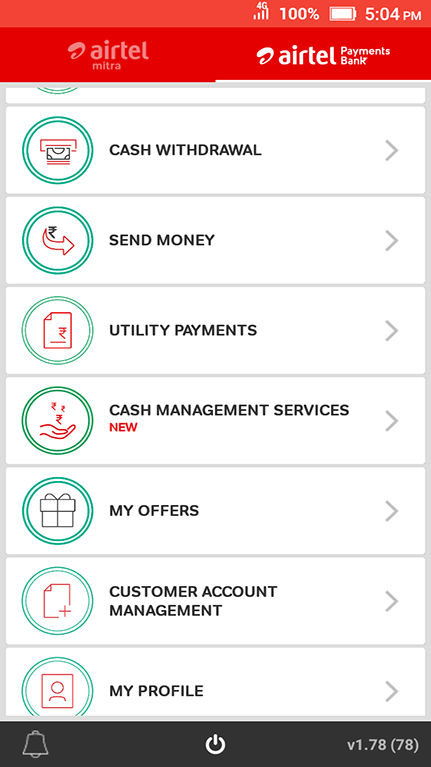 4G
100%
5:04 PM
airtel
mitra
airtel Payments
Bank
CASH WITHDRAWAL
₹
SEND MONEY
₹
UTILITY PAYMENTS
₹ ₹
₹
CASH MANAGEMENT SERVICES
NEW
MY OFFERS
CUSTOMER ACCOUNT
MANAGEMENT
MY PROFILE
v1.78 (78)